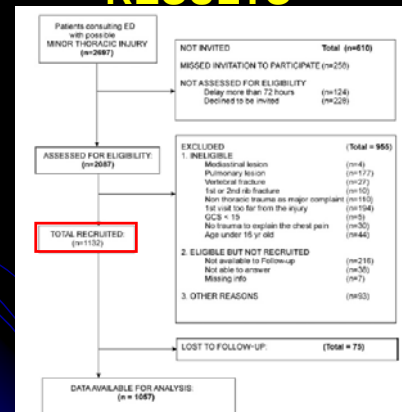 RESULTS
Patients consulting ED
with possible
MINOR THORACIC INJURY
(n=2697)
NOT INVITED Total (n=610)
MISSED INVITATION TO PARTICIPATE (n=258)
NOT ASSESSED FOR ELIGIBILITY
Delay more than 72 hours (n=124)
Declined to be invited (n=228)
ASSESSED FOR ELIGIBILITY:
(n=2087)
EXCLUDED (Total = 955)
1. INELIGIBLE
Mediastinal lesion (n=4)
Pulmonary lesion (n=177)
Vertebral fracture (n=27)
1st or 2nd rib fracture (n=10)
Non thoracic trauma as major complaint (n=110)
1st visit too far from the injury (n=194)
GCS < 15 (n=5)
No trauma to explain the chest pain (n=30)
Age under 16 yr old (n=44)
2. ELIGIBLE BUT NOT RECRUITED
Not available to Follow-up (n=216)
Not able to answer (n=38)
Missing info (n=7)
3. OTHER REASONS (n=93)
TOTAL RECRUITED:
(n=1132)
LOST TO FOLLOW-UP: (Total = 75)
DATA AVAILABLE FOR ANALYSIS:
(n = 1057)